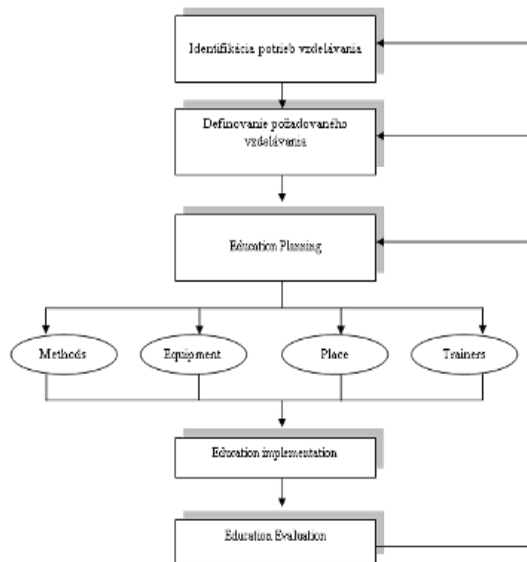 Identifikácia potrieb vzdelávania
Definovanie požadovaného
vzdelávania
Education Planning
Methods
Equipment
Place
Trainers
Education implementation
Education Evaluation